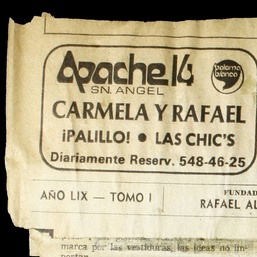 Apache 14
SN. ANGEL
paloma
blanca
CARMELA Y RAFAEL
¡PALILLO! ● LAS CHIC'S
Diariamente Reserv. 548-46-25
AÑO LIX — TOMO I
FUNDAD
RAFAEL AL
marca por las vestiduras, las ideas no im-